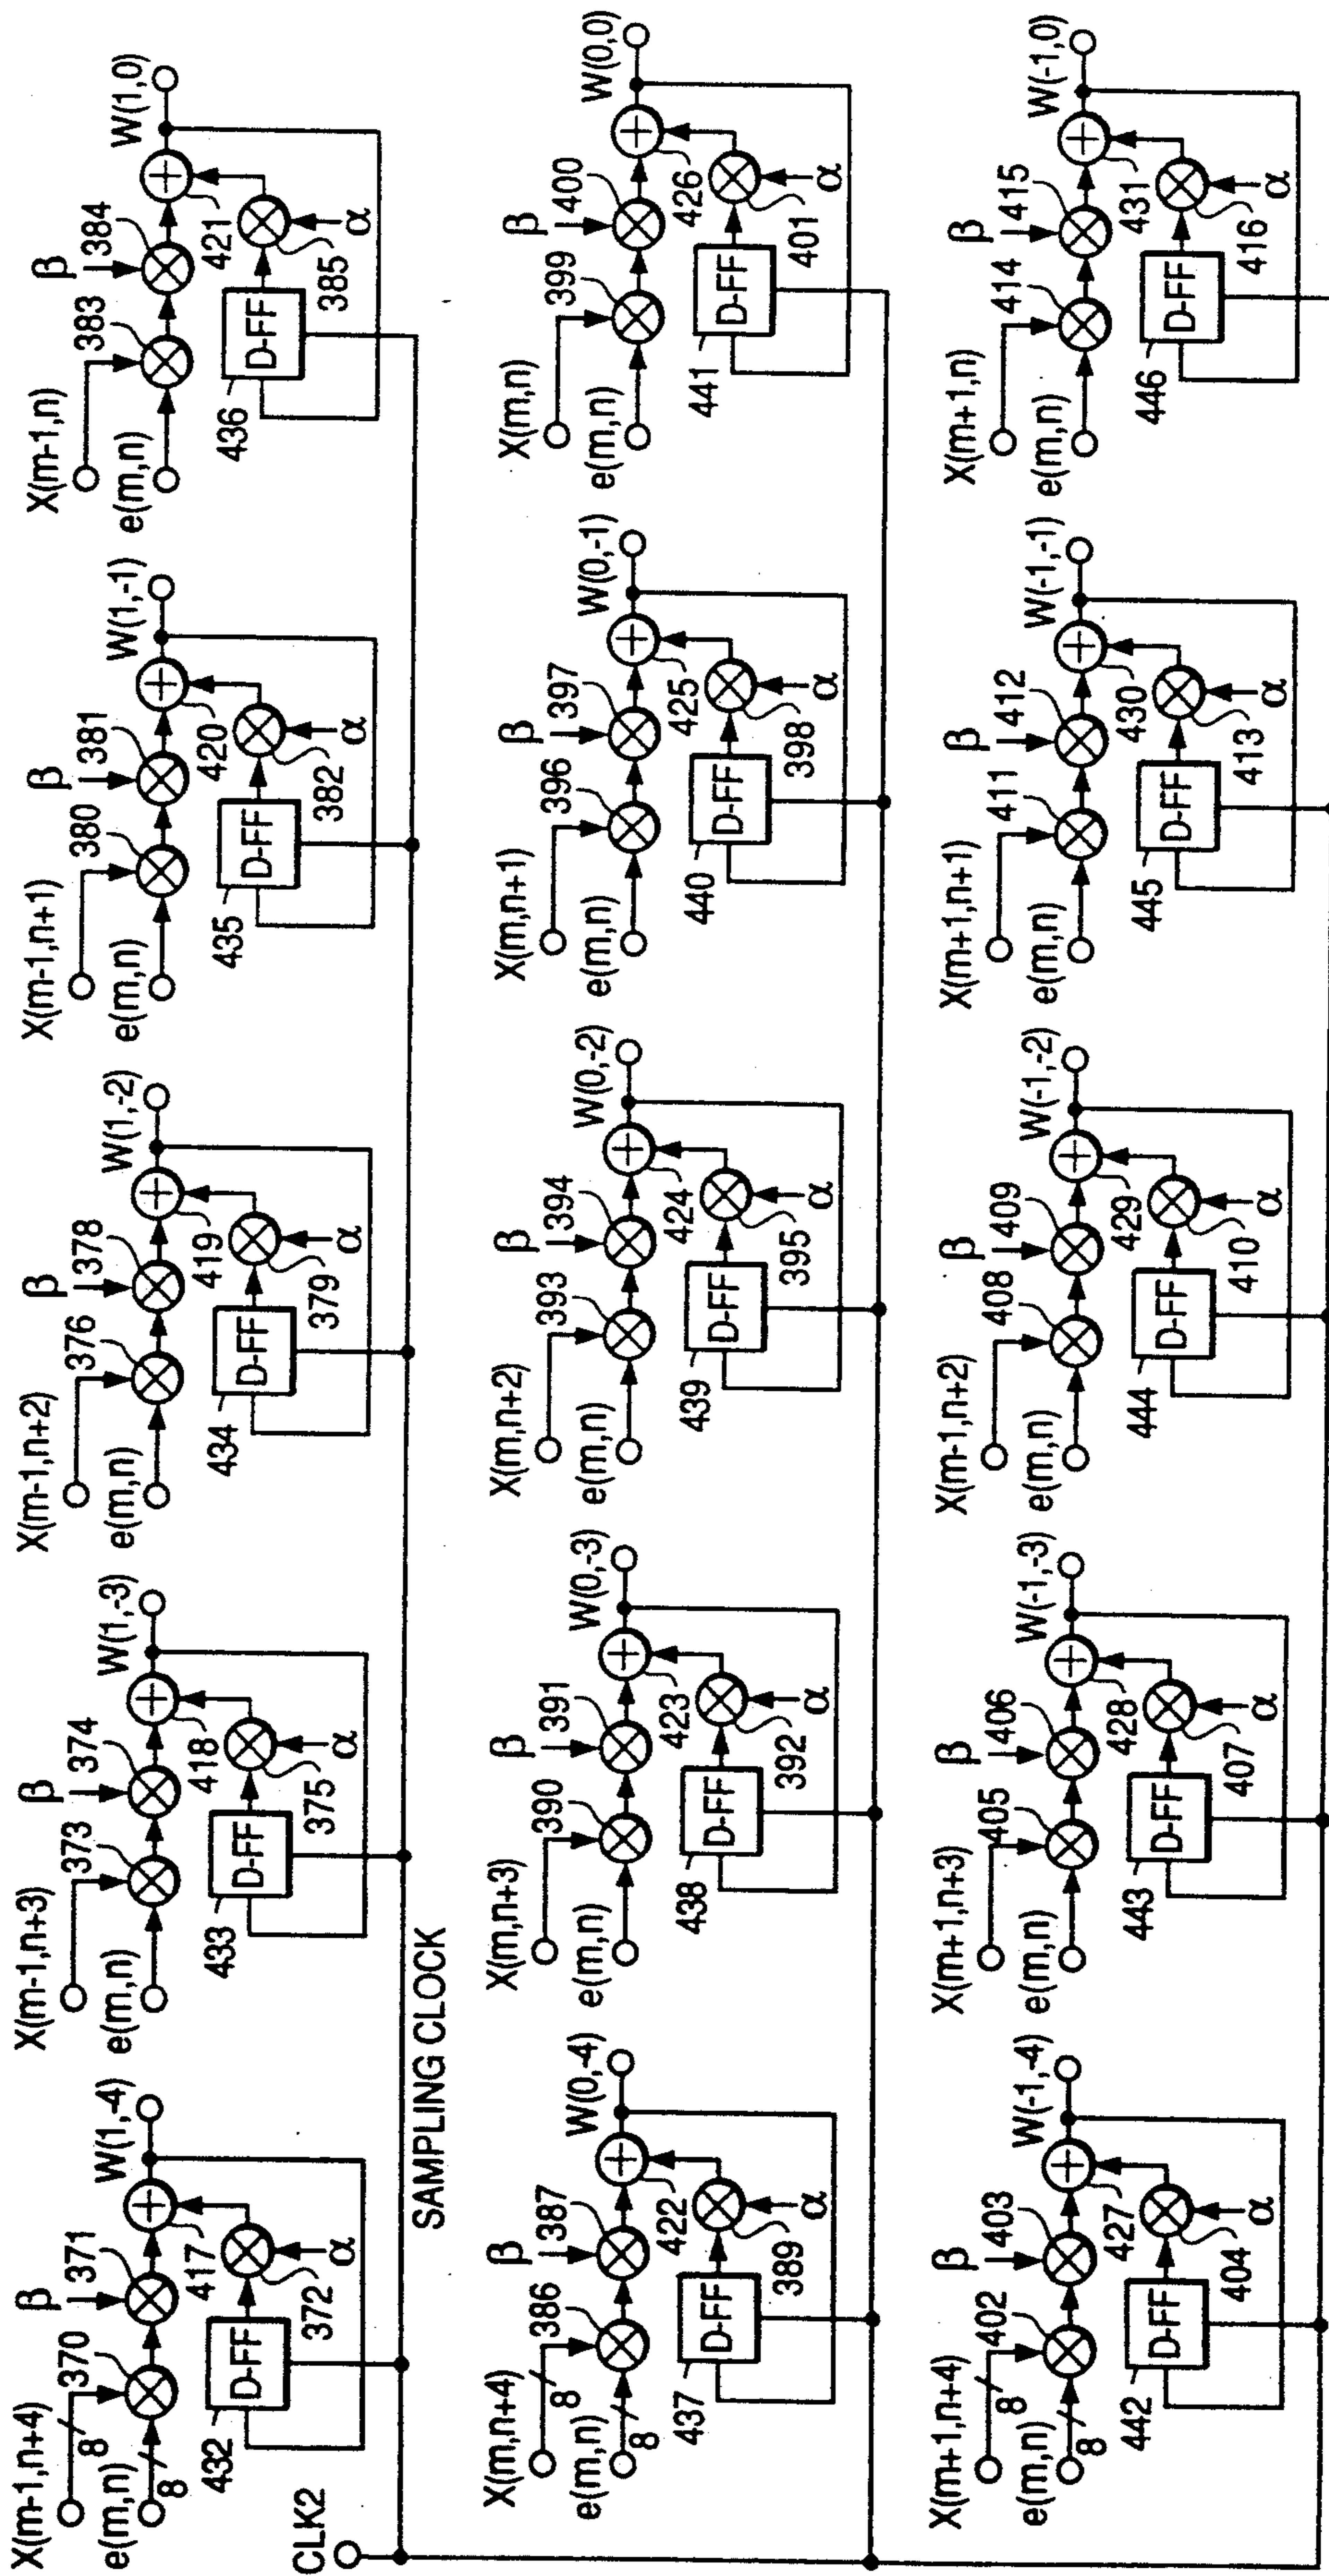 X(m-1,n+4) 370 β 371 W(1,-4)
8
e(m,n) 8
417
432 D-FF 372 α
X(m-1,n+3) 373 β 374 W(1,-3)
e(m,n)
418
433 D-FF 375 α
X(m-1,n+2) 376 β 378 W(1,-2)
e(m,n)
419
434 D-FF 379 α
X(m-1,n+1) 380 β 381 W(1,-1)
e(m,n)
420
435 D-FF 382 α
X(m-1,n) 383 β 384 W(1,0)
e(m,n)
421
436 D-FF 385 α
CLK2
SAMPLING CLOCK
X(m,n+4) 386 β 387 W(0,-4)
8
e(m,n) 8
422
437 D-FF 389 α
X(m,n+3) 390 β 391 W(0,-3)
e(m,n)
423
438 D-FF 392 α
X(m,n+2) 393 β 394 W(0,-2)
e(m,n)
424
439 D-FF 395 α
X(m,n+1) 396 β 397 W(0,-1)
e(m,n)
425
440 D-FF 398 α
X(m,n) 399 β 400 W(0,0)
e(m,n)
426
441 D-FF 401 α
X(m+1,n+4) 402 β 403 W(-1,-4)
8
e(m,n) 8
427
442 D-FF 404 α
X(m+1,n+3) 405 β 406 W(-1,-3)
e(m,n)
428
443 D-FF 407 α
X(m-1,n+2) 408 β 409 W(-1,-2)
e(m,n)
429
444 D-FF 410 α
X(m+1,n+1) 411 β 412 W(-1,-1)
e(m,n)
430
445 D-FF 413 α
X(m+1,n) 414 β 415 W(-1,0)
e(m,n)
431
446 D-FF 416 α